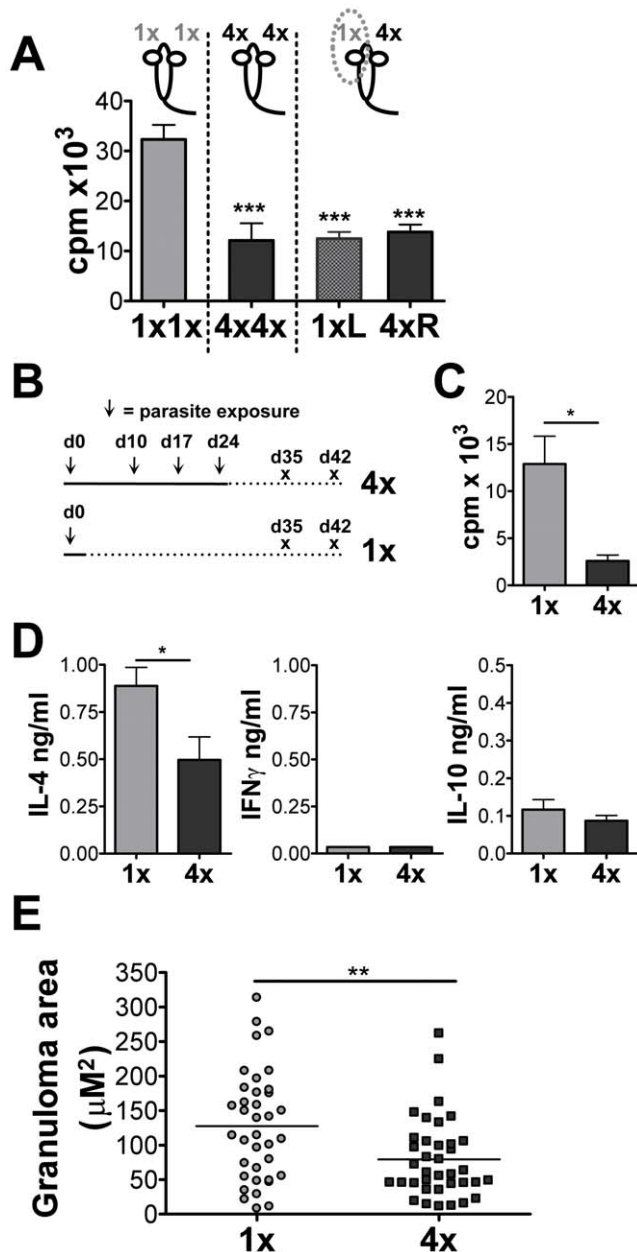 A
1x 1x 4x 4x 1x 4x
cpm x10³
40
30
20
10
0
*** *** ***
1x1x 4x4x 1xL 4xR
B
↓ = parasite exposure
d0 d10 d17 d24 d35 d42
x x
4x
d0 d35 d42
x x
1x
C
cpm x 10³
20
15
10
5
0
*
1x 4x
D
IL-4 ng/ml
1.00
0.75
0.50
0.25
0.00
*
1x 4x
IFNγ ng/ml
1.00
0.75
0.50
0.25
0.00
1x 4x
IL-10 ng/ml
0.5
0.4
0.3
0.2
0.1
0.0
1x 4x
E
Granuloma area
(μM²)
350
300
250
200
150
100
50
0
**
1x 4x